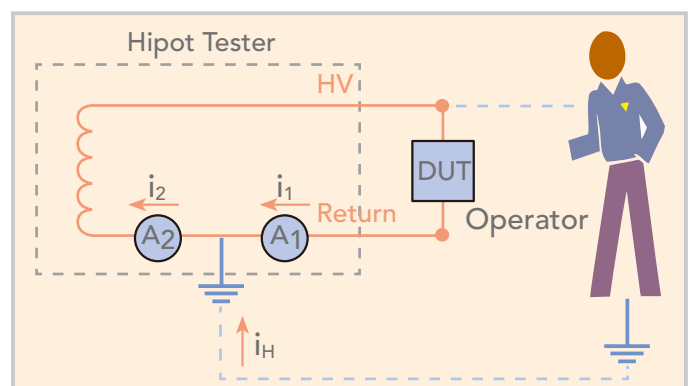 Hipot Tester
HV
DUT
i2
i1
Return
Operator
A2
A1
iH